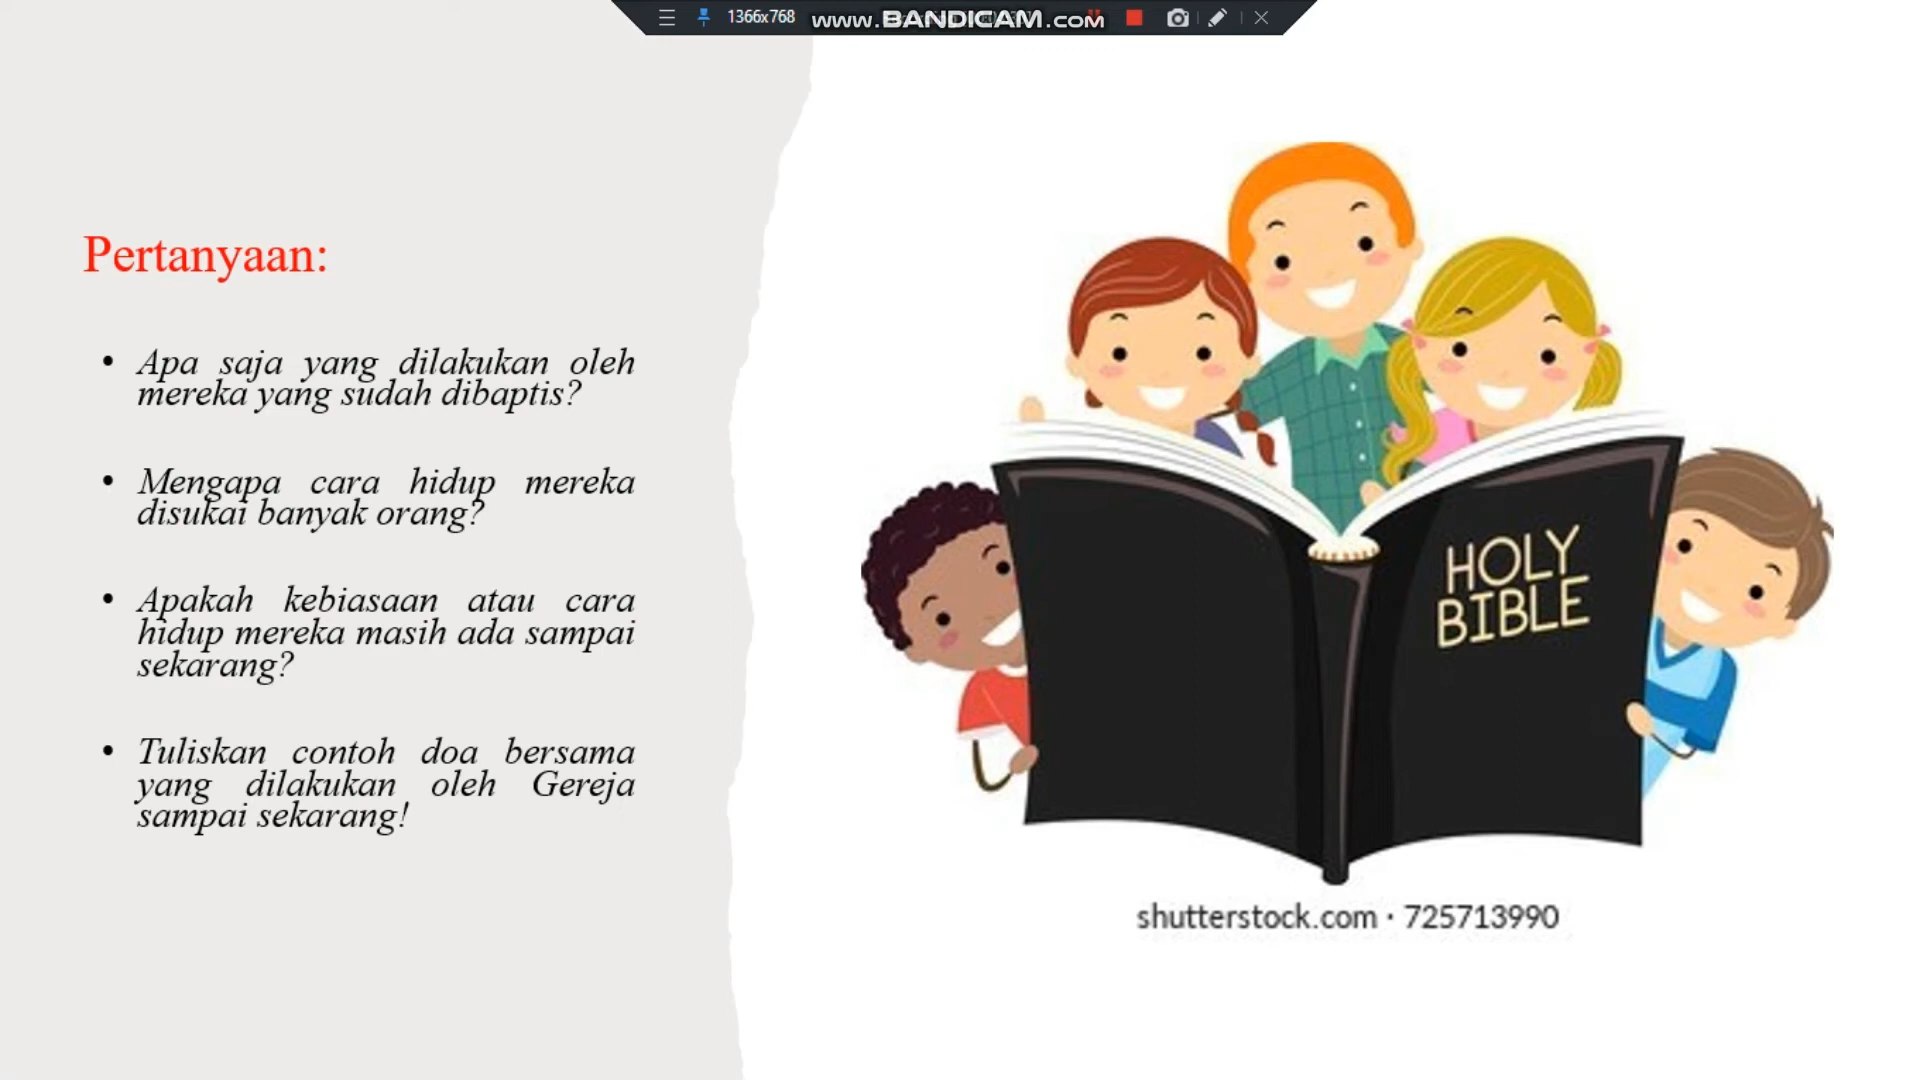 1366x768
www.BANDICAM.com
Pertanyaan:
• Apa saja yang dilakukan oleh
mereka yang sudah dibaptis?
• Mengapa cara hidup mereka
disukai banyak orang?
• Apakah kebiasaan atau cara
hidup mereka masih ada sampai
sekarang?
• Tuliskan contoh doa bersama
yang dilakukan oleh Gereja
sampai sekarang!
HOLY
BIBLE
shutterstock.com · 725713990